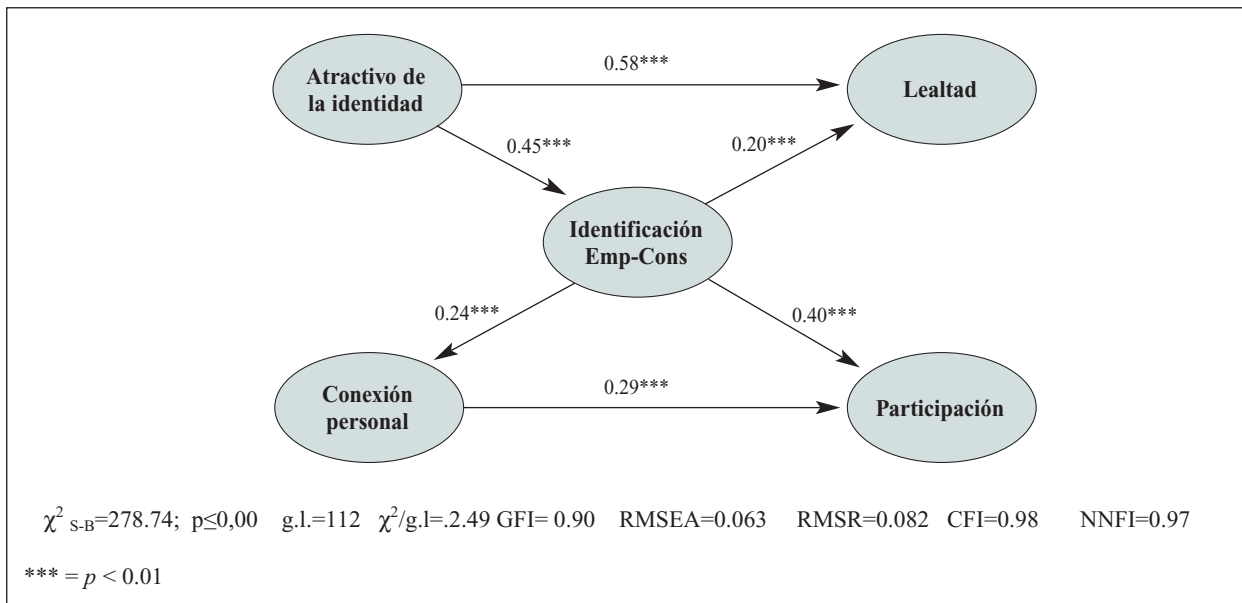 Atractivo de
la identidad
0.58***
Lealtad
0.45***
0.20***
Identificación
Emp-Cons
0.24***
0.40***
Conexión
personal
0.29***
Participación
χ² S-B=278.74; p≤0,00 g.l.=112 χ²/g.l=.2.49 GFI= 0.90 RMSEA=0.063 RMSR=0.082 CFI=0.98 NNFI=0.97
*** = p < 0.01